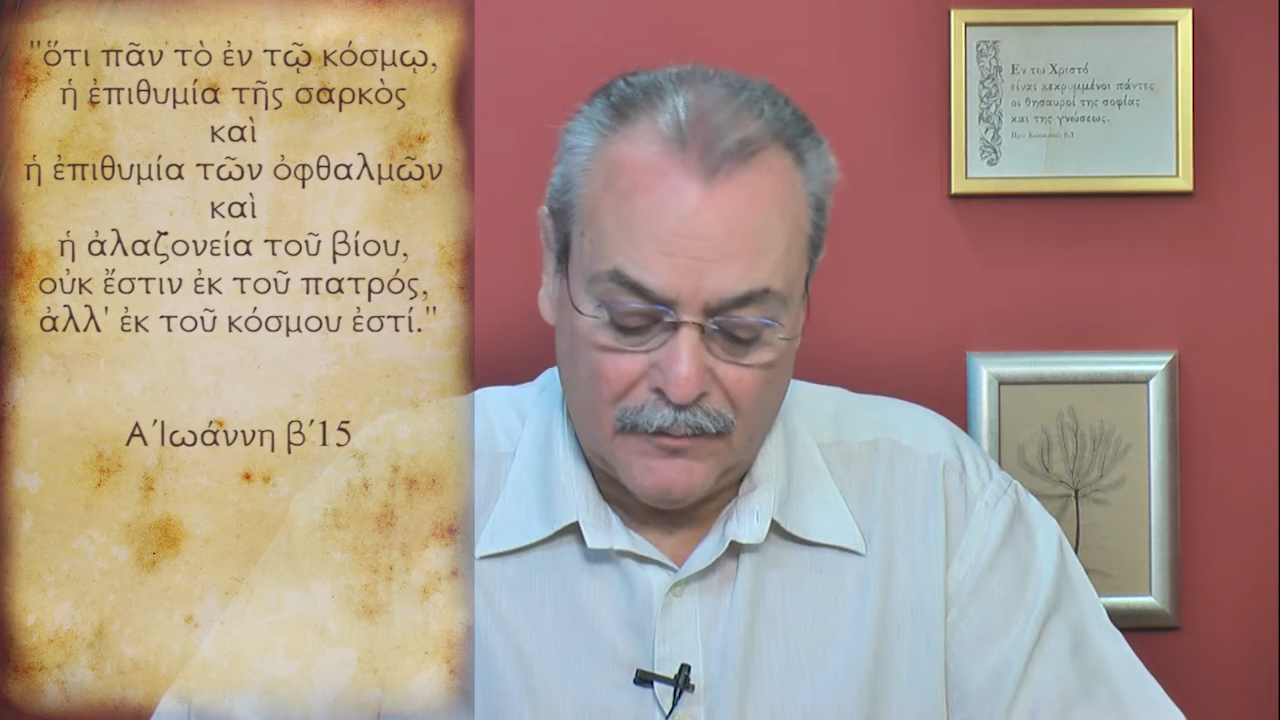 "ὅτι πᾶν τὸ ἐν τῷ κόσμῳ,
ἡ ἐπιθυμία τῆς σαρκὸς
καὶ
ἡ ἐπιθυμία τῶν ὀφθαλμῶν
καὶ
ἡ ἀλαζονεία τοῦ βίου,
οὐκ ἔστιν ἐκ τοῦ πατρός,
ἀλλ' ἐκ τοῦ κόσμου ἐστί."
Α΄Ιωάννη β΄15
Εν τω Χριστό
είναι κεκρυμμένοι πάντες
οι θησαυροί της σοφίας
και της γνώσεως.